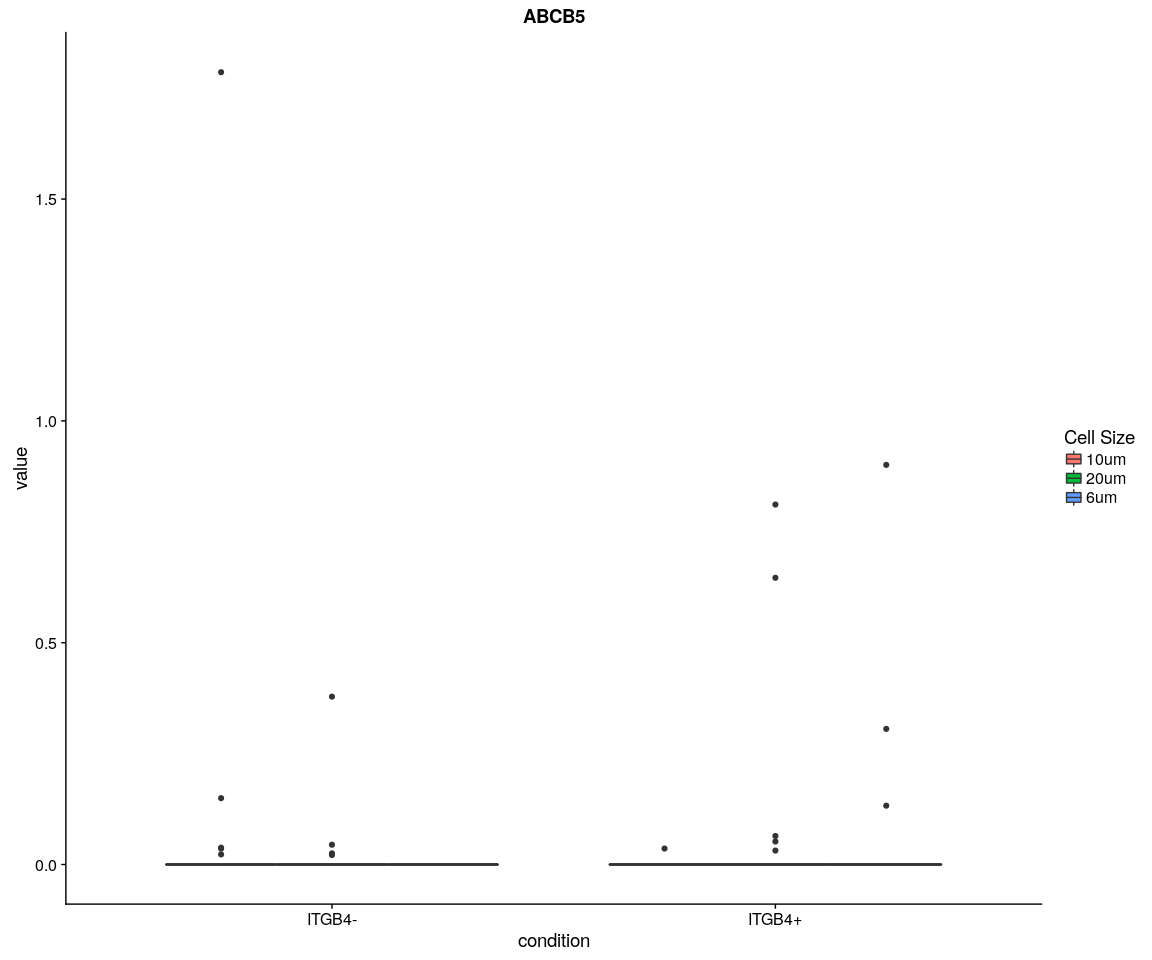 ABCB5
value
1.5
1.0
0.5
0.0
ITGB4-
ITGB4+
condition
Cell Size
10um
20um
6um